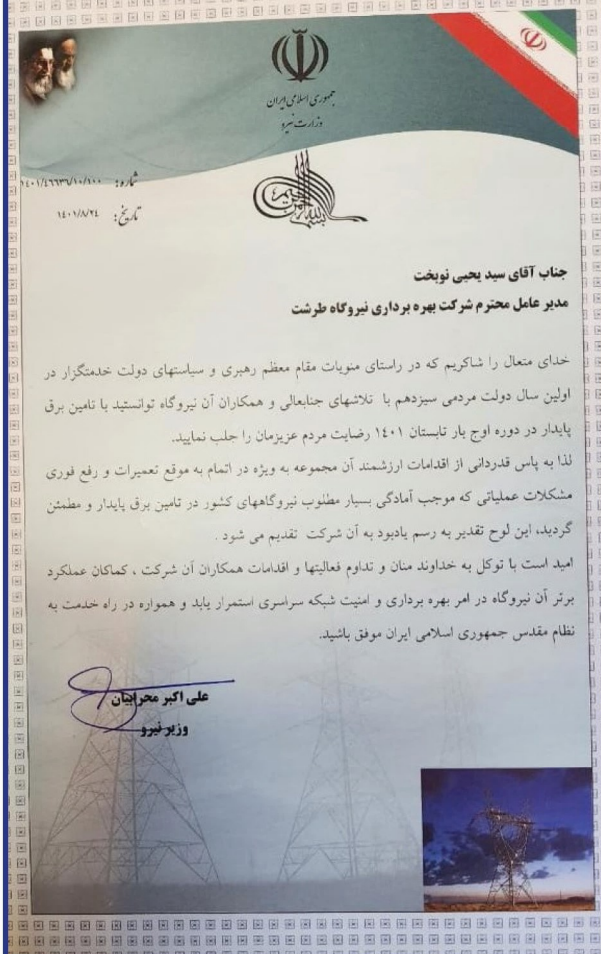 جمهوری اسلامی ایران
وزارت نیرو
شماره: ۱۴۰۱/۴۶۶۳۶/۱۰/۱۰۰
تاریخ: ۱۴۰۱/۸/۲۴
بسم الله الرحمن الرحیم
جناب آقای سید یحیی نوبخت
مدیر عامل محترم شرکت بهره برداری نیروگاه طرشت
خدای متعال را شاکریم که در راستای منویات مقام معظم رهبری و سیاستهای دولت خدمتگزار در
اولین سال دولت مردمی سیزدهم با تلاشهای جنابعالی و همکاران آن نیروگاه توانستید با تامین برق
پایدار در دوره اوج بار تابستان ۱۴۰۱ رضایت مردم عزیزمان را جلب نمایید.
لذا به پاس قدردانی از اقدامات ارزشمند آن مجموعه به ویژه در اتمام به موقع تعمیرات و رفع فوری
مشکلات عملیاتی که موجب آمادگی بسیار مطلوب نیروگاههای کشور در تامین برق پایدار و مطمئن
گردید، این لوح تقدیر به رسم یادبود به آن شرکت تقدیم می شود .
امید است با توکل به خداوند منان و تداوم فعالیتها و اقدامات همکاران آن شرکت ، کماکان عملکرد
برتر آن نیروگاه در امر بهره برداری و امنیت شبکه سراسری استمرار یابد و همواره در راه خدمت به
نظام مقدس جمهوری اسلامی ایران موفق باشید.
علی اکبر محرابیان
وزیر نیرو